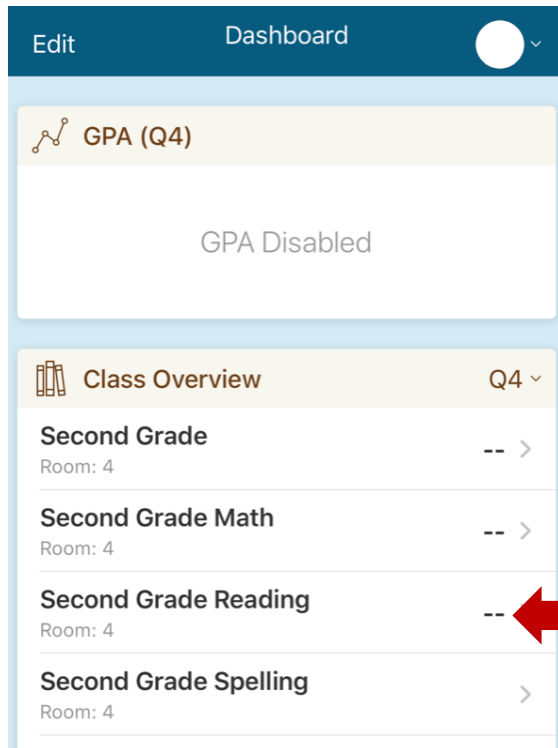 Edit Dashboard
GPA (Q4)
GPA Disabled
Class Overview Q4
Second Grade --
Room: 4
Second Grade Math --
Room: 4
Second Grade Reading --
Room: 4
Second Grade Spelling
Room: 4